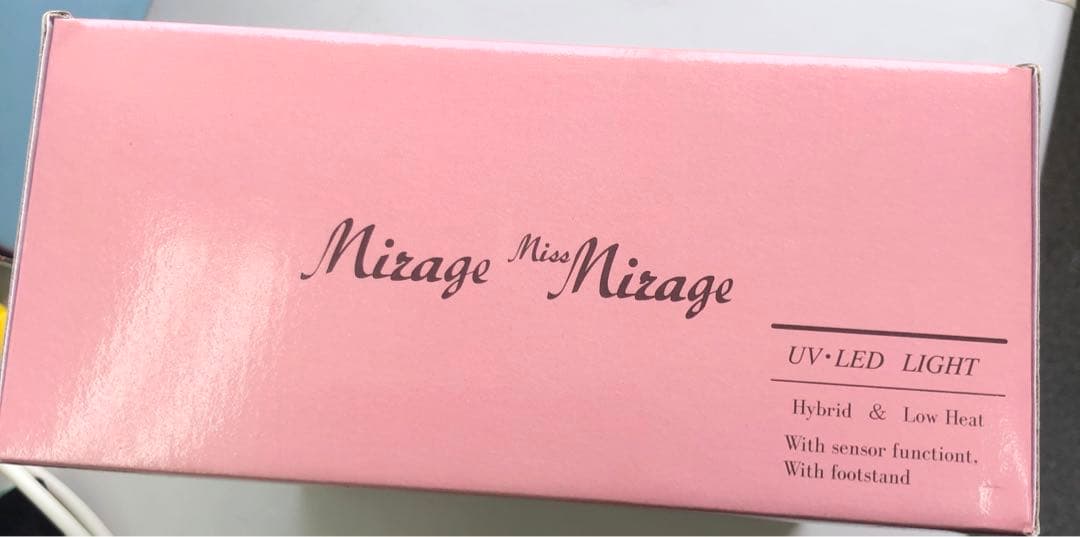 Mirage Miss Mirage
UV・LED LIGHT
Hybrid & Low Heat
With sensor functiont,
With footstand